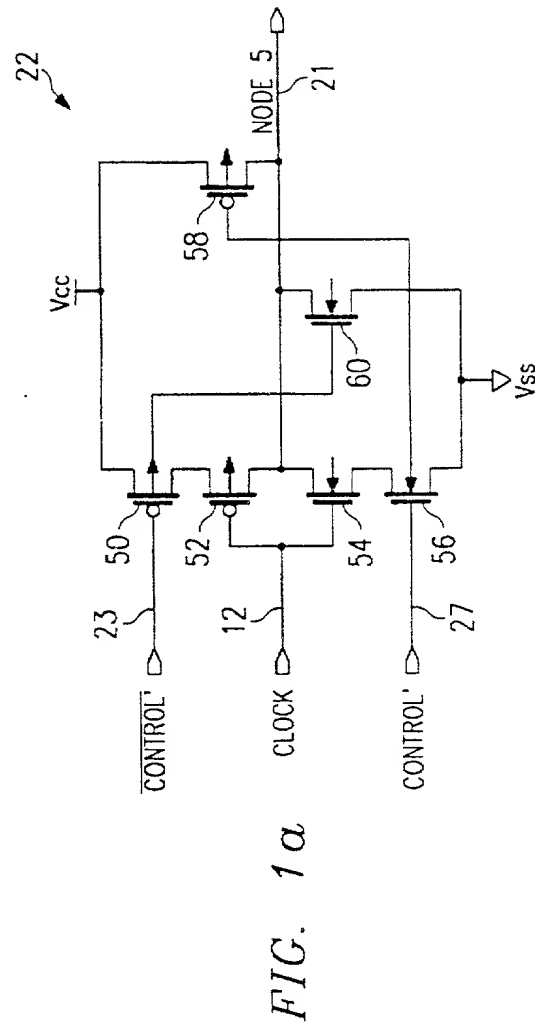 22
Vcc
NODE 5
21
58
60
50
52
54
56
Vss
23
12
27
CONTROL'
CLOCK
CONTROL'
FIG. 1a